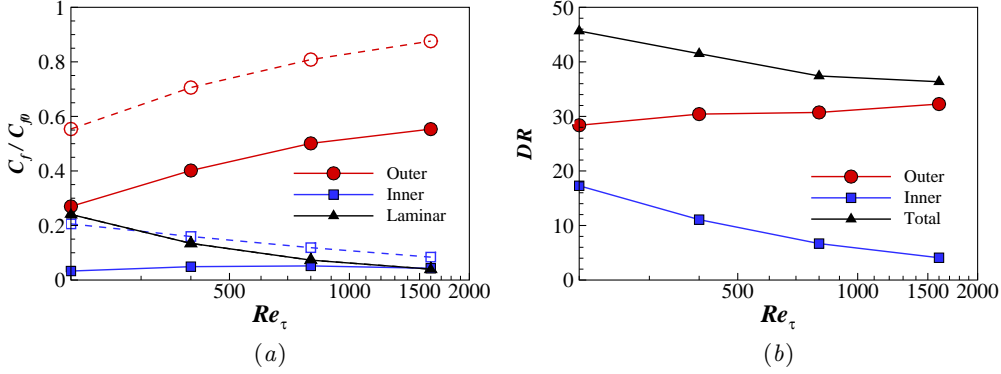 1
0.8
0.6
0.4
0.2
0
C_f / C_f0
500
1000
1500
2000
Re_τ
Outer
Inner
Laminar
(a)
50
40
30
20
10
0
DR
500
1000
1500
2000
Re_τ
Outer
Inner
Total
(b)